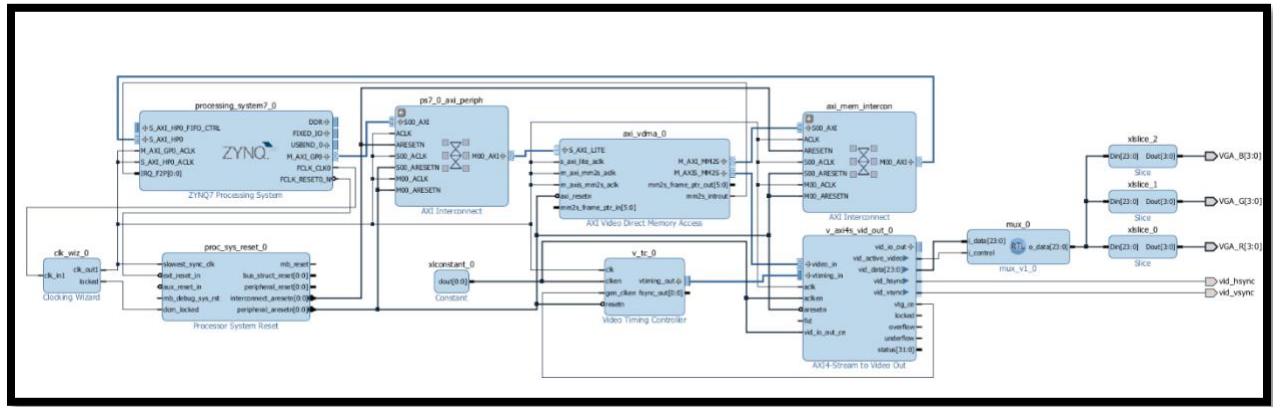 processing_system7_0
S_AXI_HP0_FIFO_CTRL
S_AXI_HP0
M_AXI_GP0_ACLK
S_AXI_HP0_ACLK
IRQ_F2P[0:0]
ZYNQ
DDR
FIXED_IO
USBIND_0
M_AXI_GP0
FCLK_CLK0
FCLK_RESET0_N
ZYNQ7 Processing System
ps7_0_axi_periph
S00_AXI
ACLK
ARESETN
S00_ACLK
S00_ARESETN
M00_ACLK
M00_ARESETN
M00_AXI
AXI Interconnect
axi_vdma_0
S_AXI_LITE
s_axi_lite_aclk
m_axi_mm2s_aclk
m_axis_mm2s_aclk
axi_resetn
mm2s_frame_ptr_in[5:0]
M_AXI_MM2S
M_AXIS_MM2S
mm2s_frame_ptr_out[5:0]
mm2s_introut
AXI Video Direct Memory Access
axi_mem_intercon
S00_AXI
ACLK
ARESETN
S00_ACLK
S00_ARESETN
M00_ACLK
M00_ARESETN
M00_AXI
AXI Interconnect
clk_wiz_0
clk_in1
clk_out1
locked
Clocking Wizard
proc_sys_reset_0
slowest_sync_clk
ext_reset_in
aux_reset_in
mb_debug_sys_rst
dcm_locked
mb_reset
bus_struct_reset[0:0]
peripheral_reset[0:0]
interconnect_aresetn[0:0]
peripheral_aresetn[0:0]
Processor System Reset
xlconstant_0
dout[0:0]
Constant
v_tc_0
clk
clken
gen_clken
resetn
vtiming_out
fsync_out[0:0]
Video Timing Controller
v_axi4s_vid_out_0
video_in
vtiming_in
aclk
aclken
aresetn
fid
vid_io_out_ce
vid_io_out
vid_active_video
vid_data[23:0]
vid_hsync
vid_vsync
vtg_ce
locked
overflow
underflow
status[31:0]
AXI4-Stream to Video Out
mux_0
i_data[23:0]
i_control
RTL
o_data[23:0]
mux_v1_0
xlslice_2
Din[23:0] Dout[3:0]
Slice
VGA_B[3:0]
xlslice_1
Din[23:0] Dout[3:0]
Slice
VGA_G[3:0]
xlslice_0
Din[23:0] Dout[3:0]
Slice
VGA_R[3:0]
vid_hsync
vid_vsync